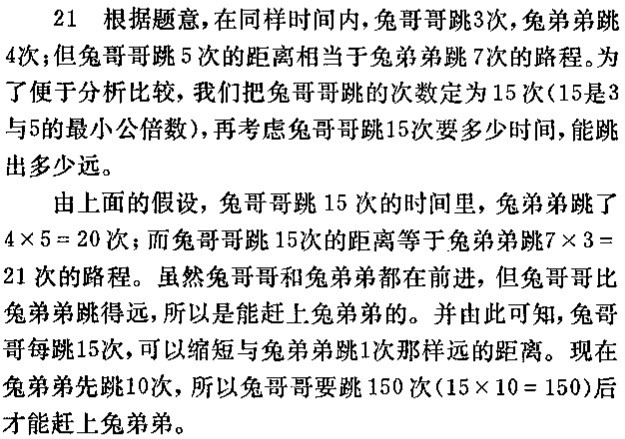 21 根据题意,在同样时间内,兔哥哥跳3次,兔弟弟跳
4次;但兔哥哥跳5次的距离相当于兔弟弟跳7次的路程。为
了便于分析比较,我们把兔哥哥跳的次数定为15次(15是3
与5的最小公倍数),再考虑兔哥哥跳15次要多少时间,能跳
出多少远。
由上面的假设,兔哥哥跳15次的时间里,兔弟弟跳了
4×5=20次;而兔哥哥跳15次的距离等于兔弟弟跳7×3=
21次的路程。虽然兔哥哥和兔弟弟都在前进,但兔哥哥比
兔弟弟跳得远,所以是能赶上兔弟弟的。并由此可知,兔哥
哥每跳15次,可以缩短与兔弟弟跳1次那样远的距离。现在
兔弟弟先跳10次,所以兔哥哥要跳150次(15×10=150)后
才能赶上兔弟弟。